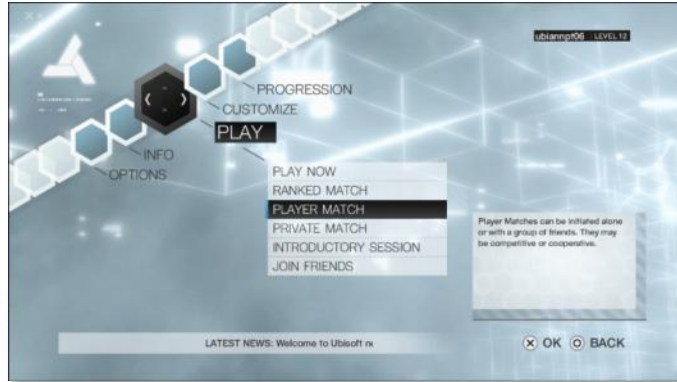 ubiannpf06 LEVEL 12
PROGRESSION
CUSTOMIZE
PLAY
INFO
OPTIONS
PLAY NOW
RANKED MATCH
PLAYER MATCH
PRIVATE MATCH
INTRODUCTORY SESSION
JOIN FRIENDS
Player Matches can be initiated alone
or with a group of friends. They may
be competitive or cooperative.
LATEST NEWS: Welcome to Ubisoft
OK BACK